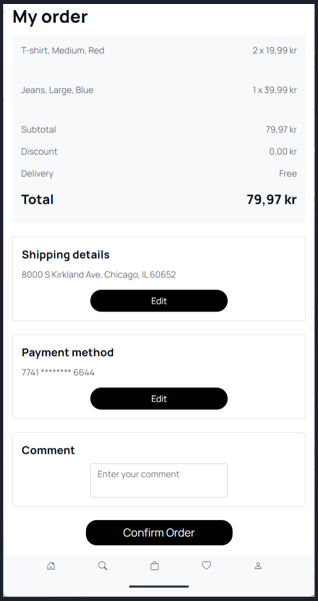 My order
T-shirt, Medium, Red 2 x 19,99 kr
Jeans, Large, Blue 1 x 39,99 kr
Subtotal 79,97 kr
Discount 0,00 kr
Delivery Free
Total 79,97 kr
Shipping details
8000 S Kirkland Ave, Chicago, IL 60652
Edit
Payment method
7741 ******** 6644
Edit
Comment
Enter your comment
Confirm Order